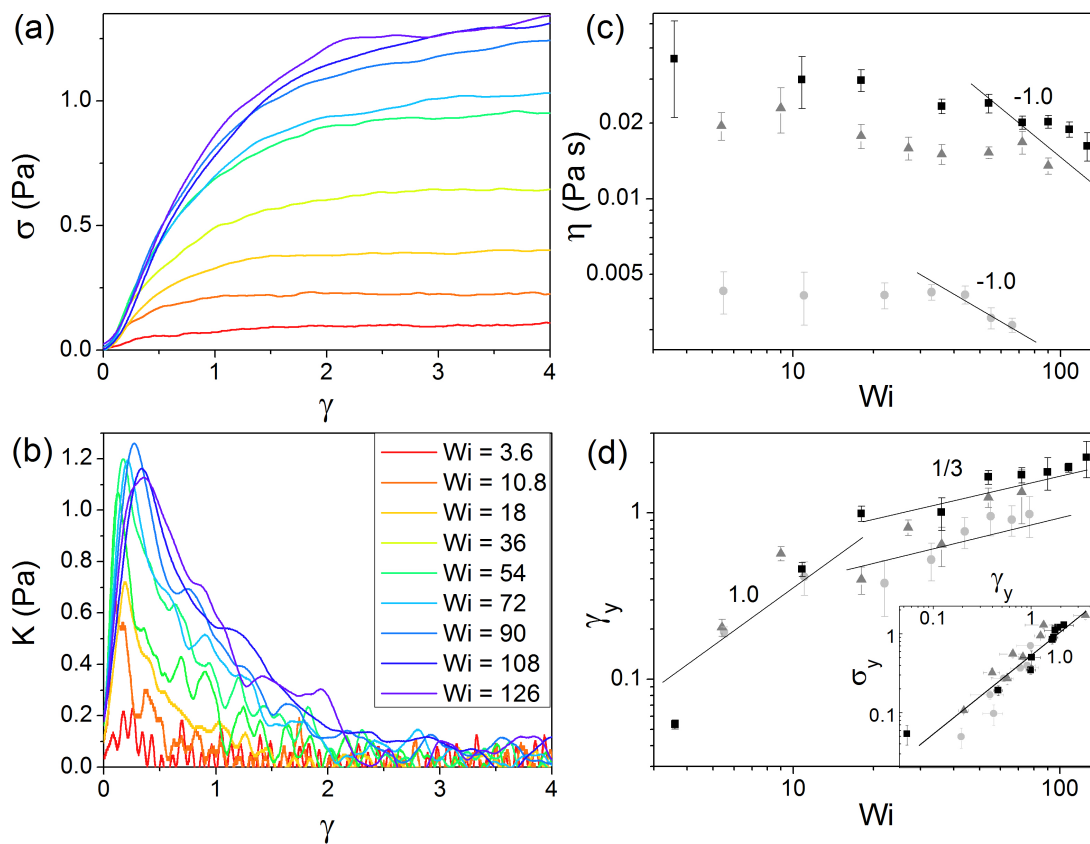 (a)
σ (Pa)
1.0
0.5
0.0
0 1 2 3 4
γ
(b)
K (Pa)
1.2
1.0
0.8
0.6
0.4
0.2
0.0
0 1 2 3 4
γ
Wi = 3.6
Wi = 10.8
Wi = 18
Wi = 36
Wi = 54
Wi = 72
Wi = 90
Wi = 108
Wi = 126
(c)
η (Pa s)
0.02
0.01
0.005
-1.0
-1.0
10 100
Wi
(d)
γy
1
0.1
1/3
1.0
10 100
Wi
γy
0.1 1
σy
1
0.1
1.0